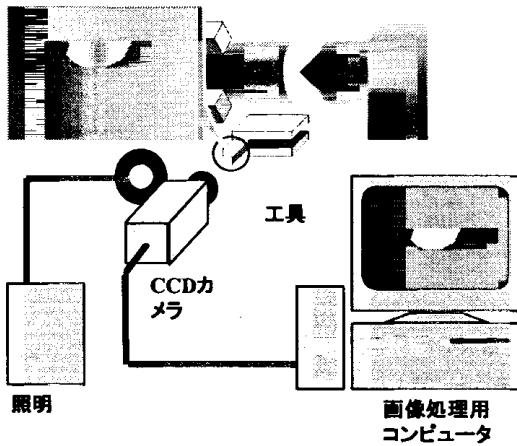 工具
CCDカ
メラ
照明
画像処理用
コンピュータ